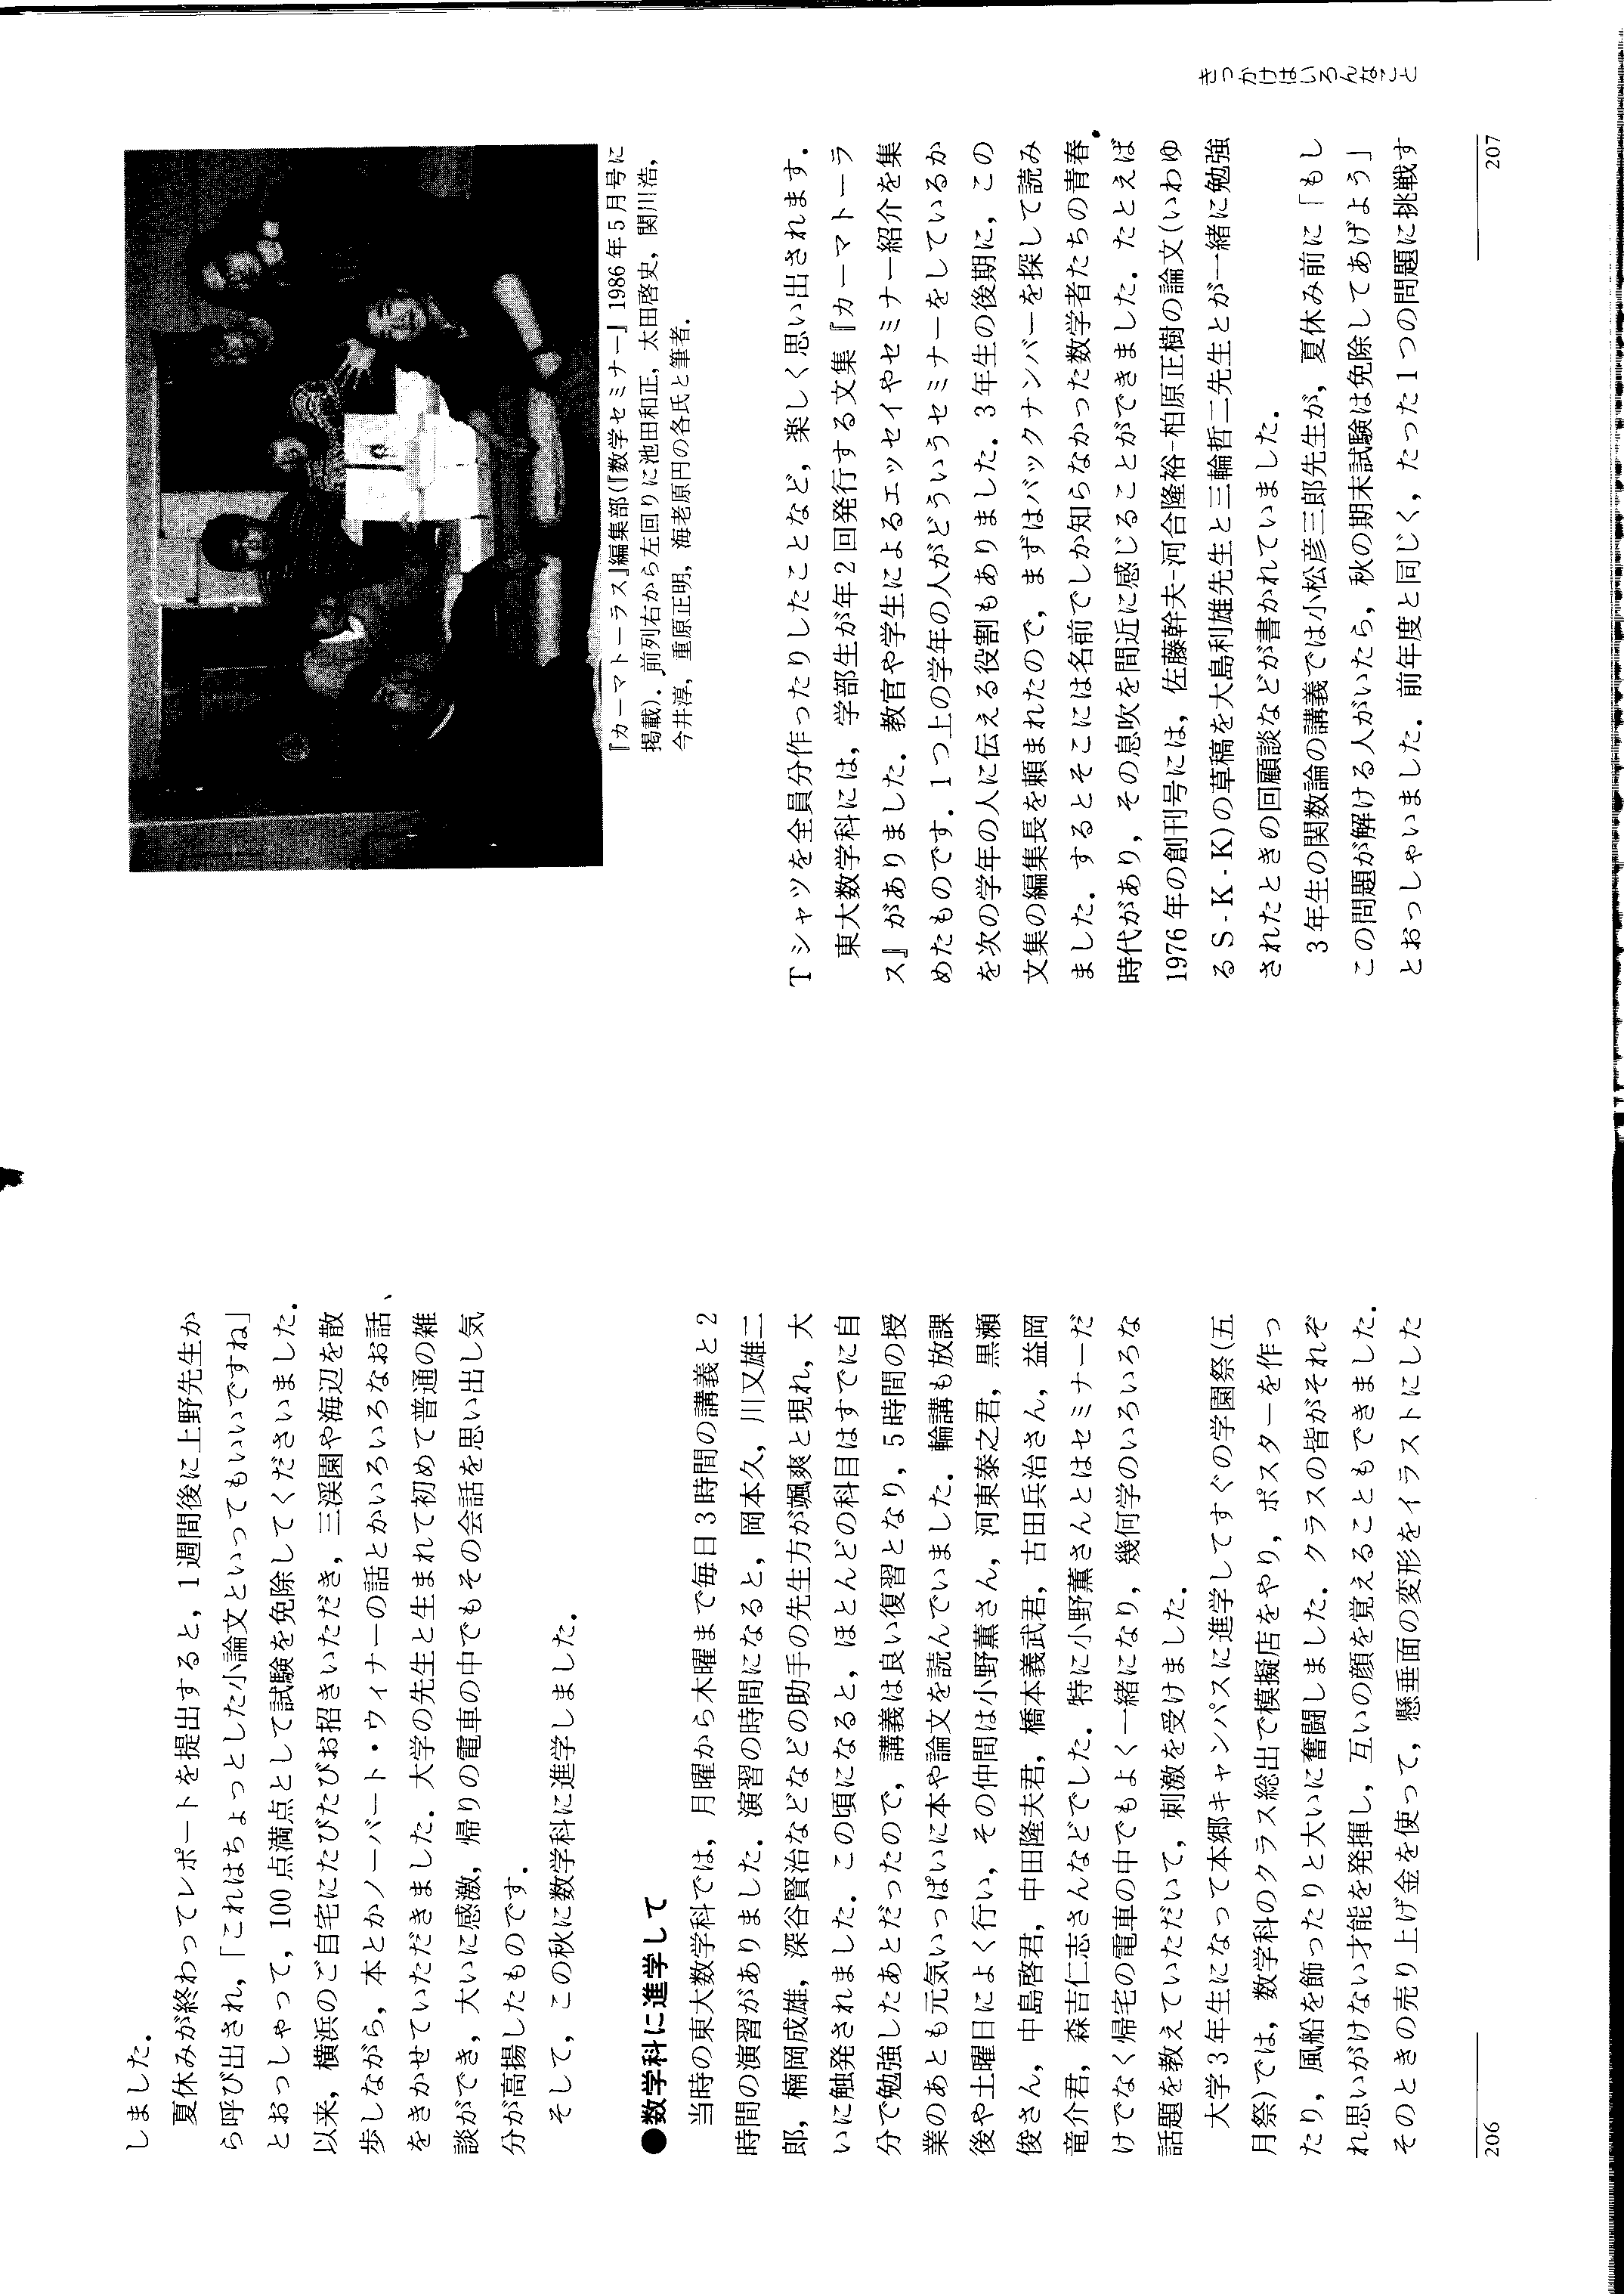 しました．
　夏休みが終わってレポートを提出すると，1週間後に上野先生か
ら呼び出され，「これはちょっとした小論文といってもいいですね」
とおっしゃって，100点満点として試験を免除してくださいました．
以来，横浜のご自宅にたびたびお招きいただき，三渓園や海辺を散
歩しながら，本とかノーバート・ウィナーの話とかいろいろなお話、
をきかせていただきました．大学の先生と生まれて初めて普通の雑
談ができ，大いに感激，帰りの電車の中でもその会話を思い出し気
分が高揚したものです．
　そして，この秋に数学科に進学しました．
●数学科に進学して
　当時の東大数学科では，月曜から木曜まで毎日3時間の講義と2
時間の演習がありました．演習の時間になると，岡本久，川又雄二
郎，楠岡成雄，深谷賢治などなどの助手の先生方が颯爽と現れ，大
いに触発されました．この頃になると，ほとんどの科目はすでに自
分で勉強したあとだったので，講義は良い復習となり，5時間の授
業のあとも元気いっぱいに本や論文を読んでいました．輪講も放課
後や土曜日によく行い，その仲間は小野薫さん，河東泰之君，黒瀬
俊さん，中島啓君，中田隆夫君，橋本義武君，古田兵治さん，益岡
竜介君，森吉仁志さんなどでした．特に小野薫さんとはセミナーだ
けでなく帰宅の電車の中でもよく一緒になり，幾何学のいろいろな
話題を教えていただいて，刺激を受けました．
　大学3年生になって本郷キャンパスに進学してすぐの学園祭(五
月祭)では，数学科のクラス総出で模擬店をやり，ポスターを作っ
たり，風船を飾ったりと大いに奮闘しました．クラスの皆がそれぞ
れ思いがけない才能を発揮し，互いの顔を覚えることもできました．
そのときの売り上げ金を使って，懸垂面の変形をイラストにした
206
『カーマトーラス』編集部(『数学セミナー』1986年5月号に
掲載)．前列右から左回りに池田和正，太田啓史，関川浩，
今井淳，重原正明，海老原円の各氏と筆者．
Tシャツを全員分作ったりしたことなど，楽しく思い出されます．
　東大数学科には，学部生が年2回発行する文集『カーマトーラ
ス』がありました．教官や学生によるエッセイやセミナー紹介を集
めたものです．1つ上の学年の人がどういうセミナーをしているか
を次の学年の人に伝える役割もありました．3年生の後期に，この
文集の編集長を頼まれたので，まずはバックナンバーを探して読み
ました．するとそこには名前でしか知らなかった数学者たちの青春
時代があり，その息吹を間近に感じることができました．たとえば
1976年の創刊号には，佐藤幹夫-河合隆裕-柏原正樹の論文(いわゆ
るS-K-K)の草稿を大島利雄先生と三輪哲二先生とが一緒に勉強
されたときの回顧談などが書かれていました．
　3年生の関数論の講義では小松彦三郎先生が，夏休み前に「もし
この問題が解ける人がいたら，秋の期末試験は免除してあげよう」
とおっしゃいました．前年度と同じく，たった1つの問題に挑戦す
きっかけはいろんなこと
207